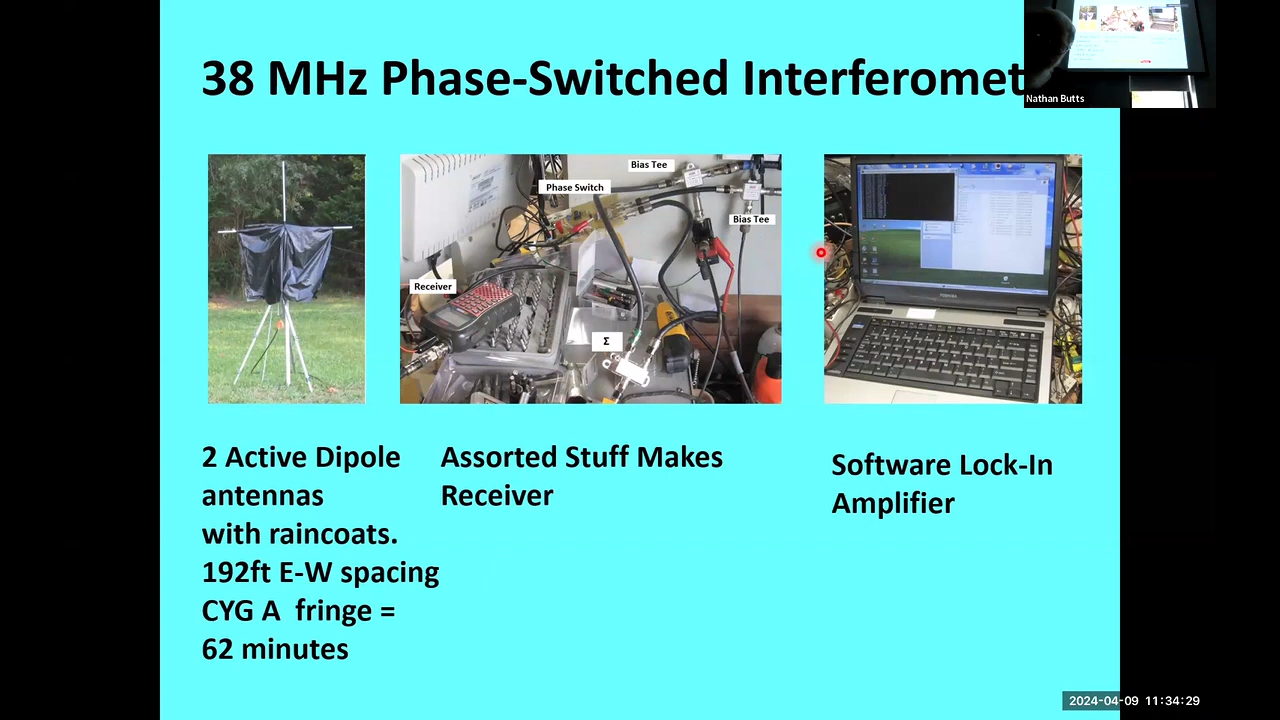 38 MHz Phase-Switched Interferomet
Nathan Butts
Bias Tee
Phase Switch
Bias Tee
Receiver
Σ
TOSHIBA
2 Active Dipole
antennas
with raincoats.
192ft E-W spacing
CYG A fringe =
62 minutes
Assorted Stuff Makes
Receiver
Software Lock-In
Amplifier
2024-04-09 11:34:29